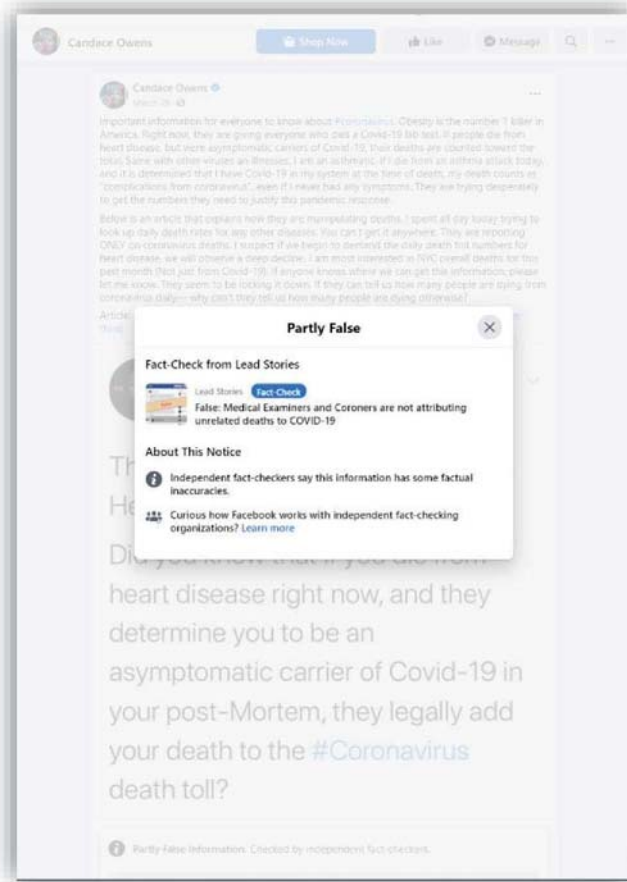 Candace Owens
Shop Now
Like
Message
Candace Owens
March
Important information for everyone to know about #coronavirus. Obesity is the number 1 killer in
America. Right now, they are giving everyone who dies a Covid-19 lab test. If people die from
heart disease, but were asymptomatic carriers of Covid-19, their deaths are counted toward the
total. Same with other viruses an illnesses. I am an asthmatic. If I die from an asthma attack today,
and it is determined that I have Covid-19 in my system at the time of death, my death counts as
"complications from coronavirus", even if I never had any symptoms. They are trying desperately
to get the numbers they need to justify this pandemic response.
Below is an article that explains how they are manipulating deaths. I spent all day today trying to
look up daily death rates for any other diseases. You can't get it anywhere. They are reporting
ONLY on coronavirus deaths. I suspect if we begin to demand the daily death toll numbers for
heart disease, we will observe a steep decline. I am most interested in NYC overall deaths for this
past month (Not just from Covid-19). If anyone knows where we can get this information, please
let me know. They seem to be locking it down. If they can tell us how many people are dying from
coronavirus daily— why can't they tell us how many people are dying otherwise?
Partly False
Fact-Check from Lead Stories
Lead Stories Fact-Check
False: Medical Examiners and Coroners are not attributing
unrelated deaths to COVID-19
About This Notice
Independent fact-checkers say this information has some factual
inaccuracies.
Curious how Facebook works with independent fact-checking
organizations? Learn more
Did you know that if you die from
heart disease right now, and they
determine you to be an
asymptomatic carrier of Covid-19 in
your post-Mortem, they legally add
your death to the #Coronavirus
death toll?
Partly False Information. Checked by independent fact-checkers.